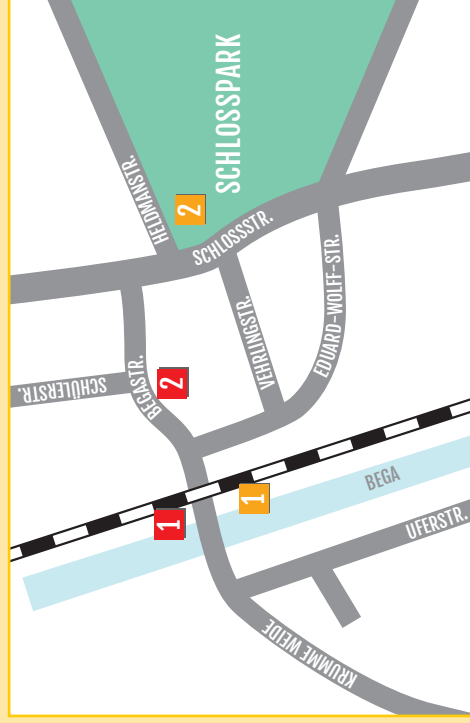 SCHLOSSPARK
HELDMANSTR.
2
SCHLOSSSTR.
EDUARD-WOLFF-STR.
VEHRLINGSTR.
SCHÜLERSTR.
BEGASTR.
2
1
1
BEGA
UFERSTR.
KRUMME WEIDE